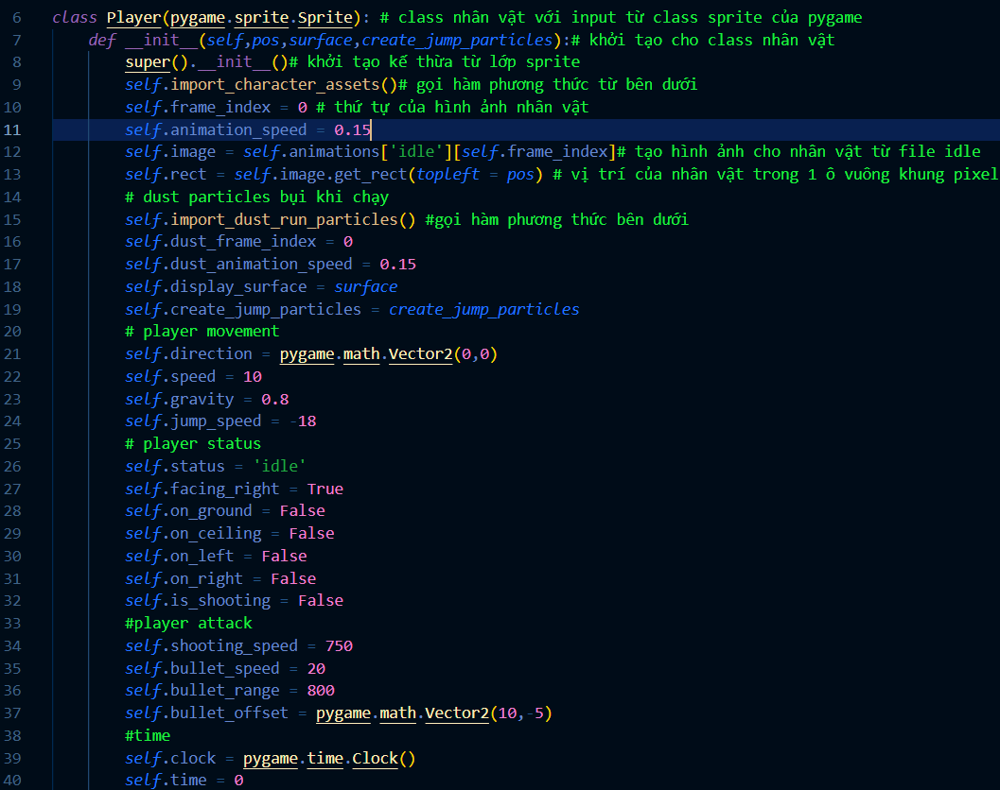 6 class Player(pygame.sprite.Sprite): # class nhân vật với input từ class sprite của pygame
7 def __init__(self,pos,surface,create_jump_particles):# khởi tạo cho class nhân vật
8 super().__init__()# khởi tạo kế thừa từ lớp sprite
9 self.import_character_assets()# gọi hàm phương thức từ bên dưới
10 self.frame_index = 0 # thứ tự của hình ảnh nhân vật
11 self.animation_speed = 0.15
12 self.image = self.animations['idle'][self.frame_index]# tạo hình ảnh cho nhân vật từ file idle
13 self.rect = self.image.get_rect(topleft = pos) # vị trí của nhân vật trong 1 ô vuông khung pixel
14 # dust particles bụi khi chạy
15 self.import_dust_run_particles() #gọi hàm phương thức bên dưới
16 self.dust_frame_index = 0
17 self.dust_animation_speed = 0.15
18 self.display_surface = surface
19 self.create_jump_particles = create_jump_particles
20 # player movement
21 self.direction = pygame.math.Vector2(0,0)
22 self.speed = 10
23 self.gravity = 0.8
24 self.jump_speed = -18
25 # player status
26 self.status = 'idle'
27 self.facing_right = True
28 self.on_ground = False
29 self.on_ceiling = False
30 self.on_left = False
31 self.on_right = False
32 self.is_shooting = False
33 #player attack
34 self.shooting_speed = 750
35 self.bullet_speed = 20
36 self.bullet_range = 800
37 self.bullet_offset = pygame.math.Vector2(10,-5)
38 #time
39 self.clock = pygame.time.Clock()
40 self.time = 0